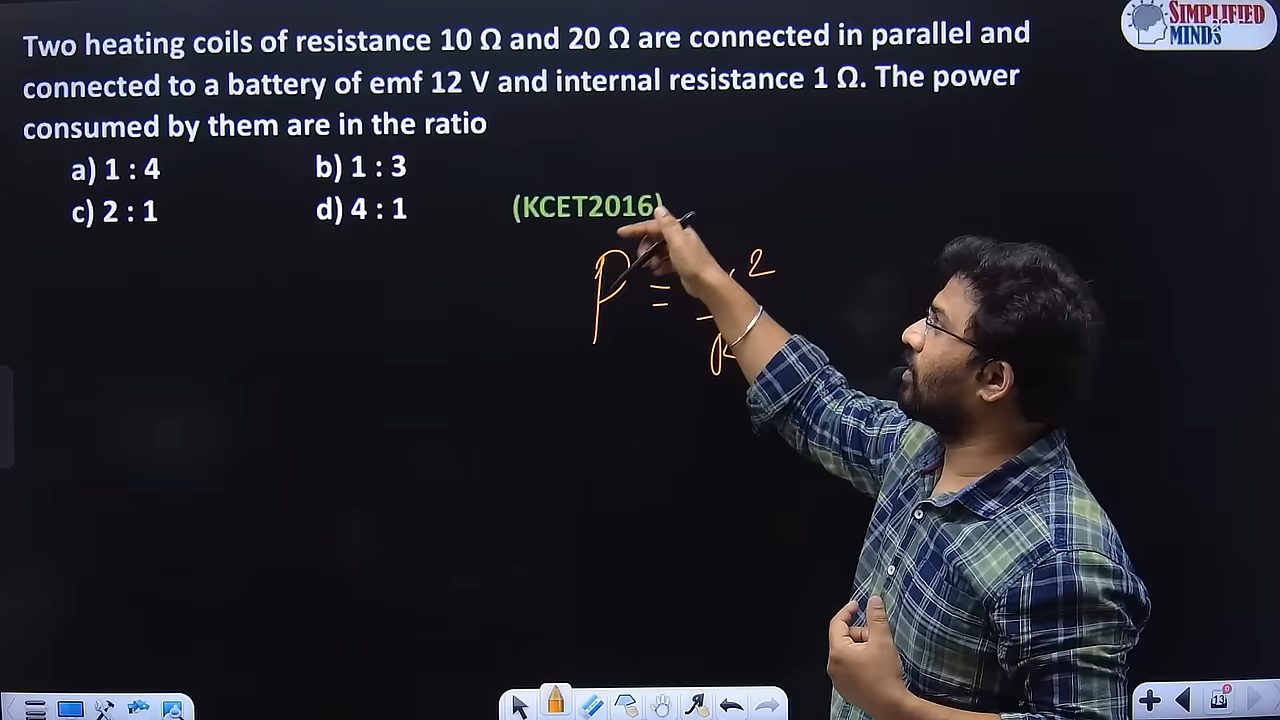 SIMPLIFIED
MINDS
Two heating coils of resistance 10 Ω and 20 Ω are connected in parallel and
connected to a battery of emf 12 V and internal resistance 1 Ω. The power
consumed by them are in the ratio
a) 1 : 4 b) 1 : 3
c) 2 : 1 d) 4 : 1 (KCET2016)
P = 2
R
13